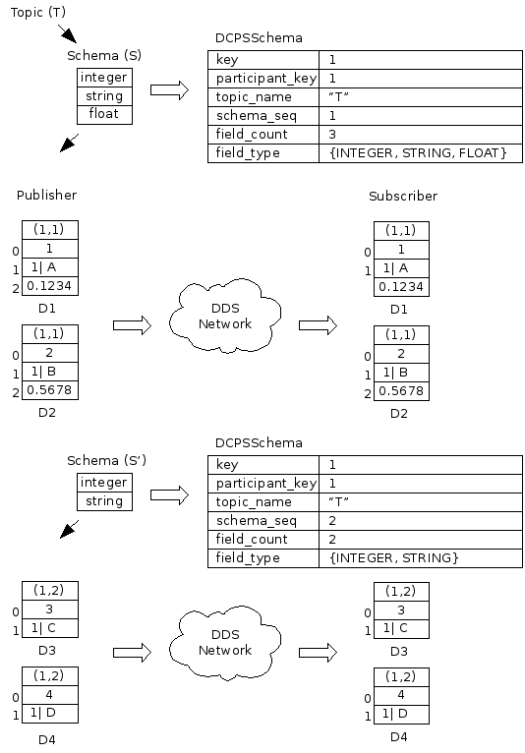 Topic (T)
Schema (S)
integer
string
float
DCPSSchema
key 1
participant_key 1
topic_name “T”
schema_seq 1
field_count 3
field_type {INTEGER, STRING, FLOAT}
Publisher
Subscriber
(1,1)
0 1
1 1| A
2 0.1234
D1
(1,1)
0 2
1 1| B
2 0.5678
D2
DDS
Network
(1,1)
0 1
1 1| A
2 0.1234
D1
(1,1)
0 2
1 1| B
2 0.5678
D2
Schema (S’)
integer
string
DCPSSchema
key 1
participant_key 1
topic_name “T”
schema_seq 2
field_count 2
field_type {INTEGER, STRING}
(1,2)
0 3
1 1| C
D3
(1,2)
0 4
1 1| D
D4
DDS
Network
(1,2)
0 3
1 1| C
D3
(1,2)
0 4
1 1| D
D4